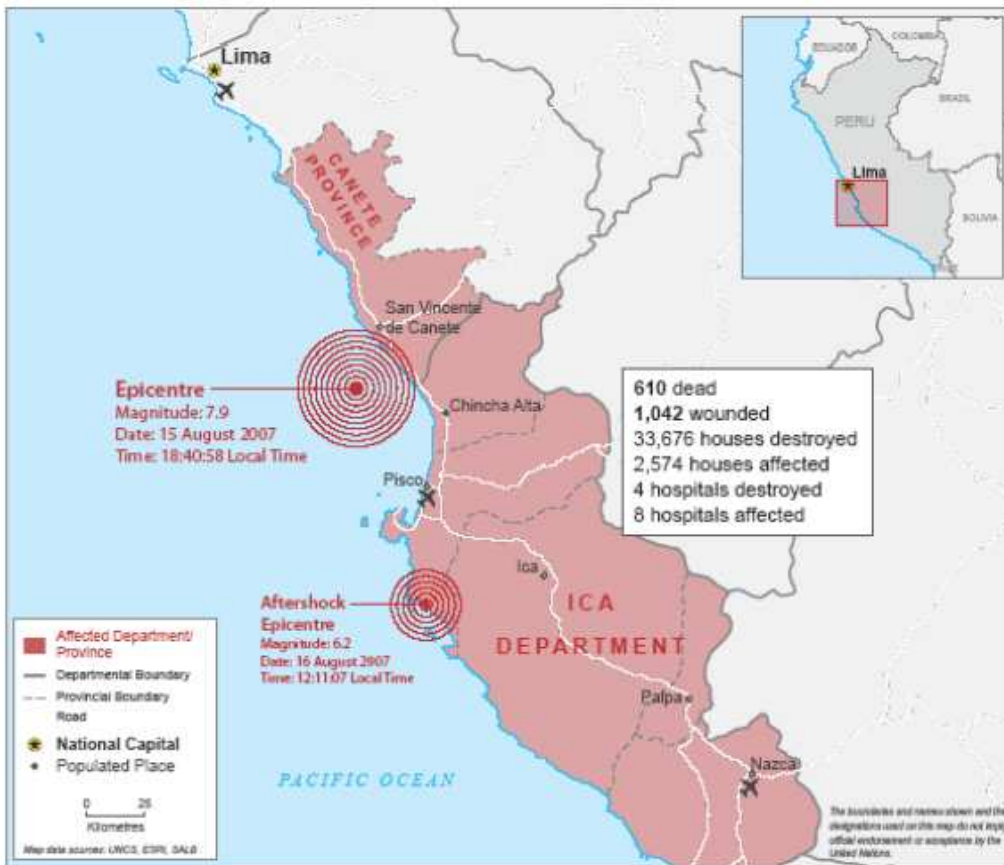 Lima
CANETE
PROVINCE
San Vincente
de Canete
Epicentre
Magnitude: 7.9
Date: 15 August 2007
Time: 18:40:58 Local Time
Chincha Alta
Pisco
Ica
ICA
DEPARTMENT
Aftershock
Epicentre
Magnitude: 6.2
Date: 16 August 2007
Time: 12:11:07 Local Time
Palpa
Nazca
PACIFIC OCEAN
610 dead
1,042 wounded
33,676 houses destroyed
2,574 houses affected
4 hospitals destroyed
8 hospitals affected
ECUADOR
COLOMBIA
BRAZIL
PERU
Lima
BOLIVIA
Affected Department/
Province
Departmental Boundary
Provincial Boundary
Road
National Capital
Populated Place
0 25
Kilometres
Map data sources: UNCS, ESRI, SALB
The boundaries and names shown and the
designations used on this map do not imply
official endorsement or acceptance by the
United Nations.